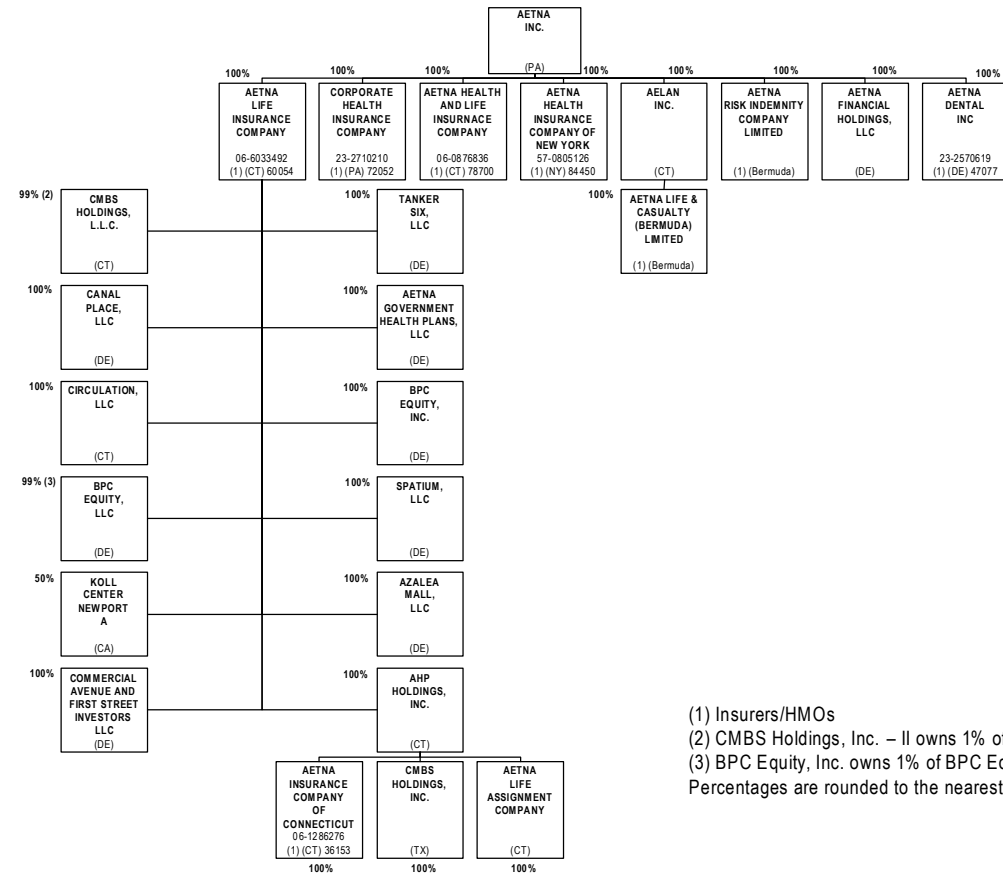 AETNA
INC.
(PA)
100%
AETNA
LIFE
INSURANCE
COMPANY
06-6033492
(1) (CT) 60054
100%
CORPORATE
HEALTH
INSURANCE
COMPANY
23-2710210
(1) (PA) 72052
100%
AETNA HEALTH
AND LIFE
INSURNACE
COMPANY
06-0876836
(1) (CT) 78700
100%
AETNA
HEALTH
INSURANCE
COMPANY OF
NEW YORK
57-0805126
(1) (NY) 84450
100%
AELAN
INC.
(CT)
100%
AETNA
RISK INDEMNITY
COMPANY
LIMITED
(1) (Bermuda)
100%
AETNA
FINANCIAL
HOLDINGS,
LLC
(DE)
100%
AETNA
DENTAL
INC
23-2570619
(1) (DE) 47077
99% (2)
CMBS
HOLDINGS,
L.L.C.
(CT)
100%
TANKER
SIX,
LLC
(DE)
100%
AETNA LIFE &
CASUALTY
(BERMUDA)
LIMITED
(1) (Bermuda)
100%
CANAL
PLACE,
LLC
(DE)
100%
AETNA
GOVERNMENT
HEALTH PLANS,
LLC
(DE)
100%
CIRCULATION,
LLC
(CT)
100%
BPC
EQUITY,
INC.
(DE)
99% (3)
BPC
EQUITY,
LLC
(DE)
100%
SPATIUM,
LLC
(DE)
50%
KOLL
CENTER
NEWPORT
A
(CA)
100%
AZALEA
MALL,
LLC
(DE)
100%
COMMERCIAL
AVENUE AND
FIRST STREET
INVESTORS
LLC
(DE)
100%
AHP
HOLDINGS,
INC.
(CT)
AETNA
INSURANCE
COMPANY
OF
CONNECTICUT
06-1286276
(1) (CT) 36153
100%
CMBS
HOLDINGS,
INC.
(TX)
100%
AETNA
LIFE
ASSIGNMENT
COMPANY
(CT)
100%
(1) Insurers/HMOs
(2) CMBS Holdings, Inc. – II owns 1% of
(3) BPC Equity, Inc. owns 1% of BPC
Percentages are rounded to the nearest